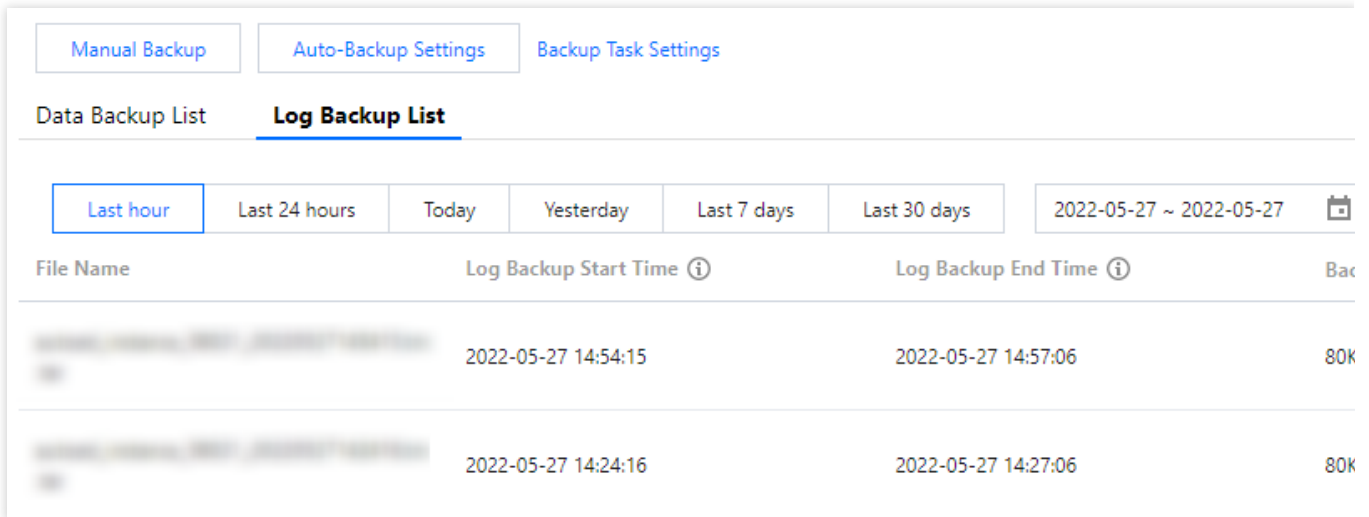 Manual Backup Auto-Backup Settings Backup Task Settings
Data Backup List Log Backup List
Last hour Last 24 hours Today Yesterday Last 7 days Last 30 days 2022-05-27 ~ 2022-05-27
File Name Log Backup Start Time Log Backup End Time
2022-05-27 14:54:15 2022-05-27 14:57:06 80K
2022-05-27 14:24:16 2022-05-27 14:27:06 80K